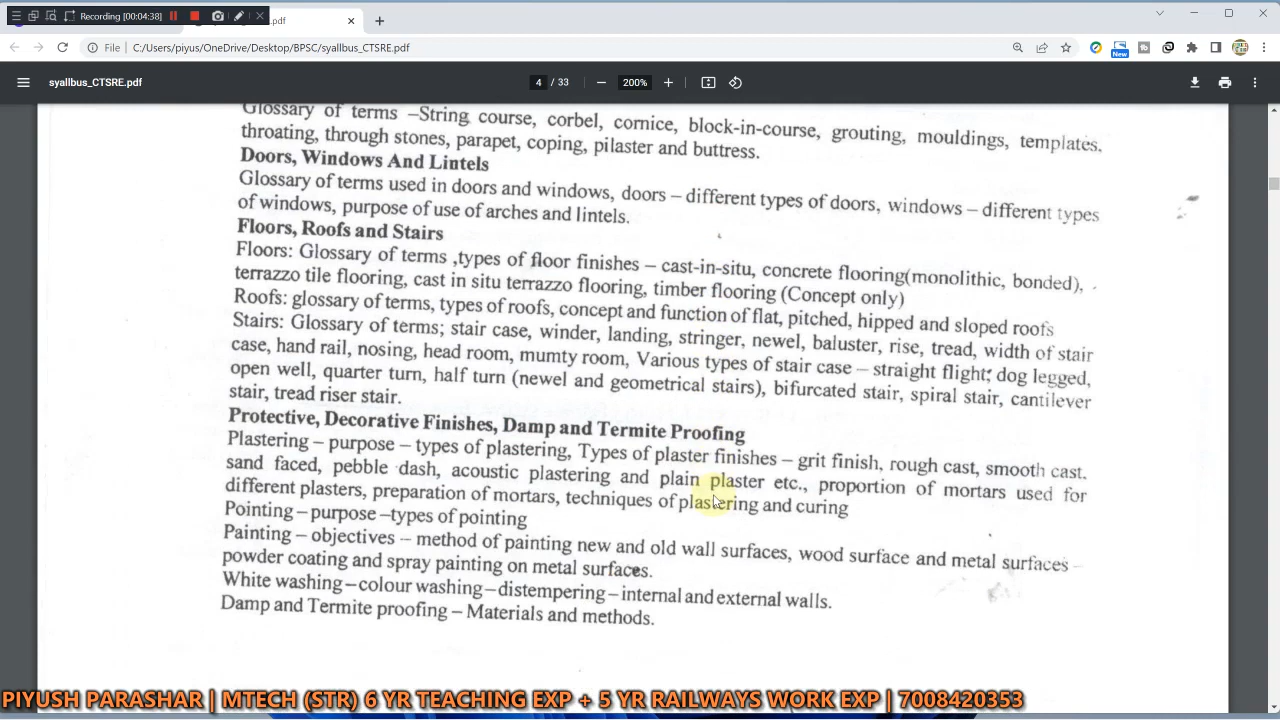 Recording [00:04:38]
.pdf
File
C:/Users/piyus/OneDrive/Desktop/BPSC/syallbus_CTSRE.pdf
New
syallbus_CTSRE.pdf
4 / 33
200%
Glossary of terms –String course, corbel, cornice, block-in-course, grouting, mouldings, templates,
throating, through stones, parapet, coping, pilaster and buttress.
Doors, Windows And Lintels
Glossary of terms used in doors and windows, doors – different types of doors, windows – different types
of windows, purpose of use of arches and lintels.
Floors, Roofs and Stairs
Floors: Glossary of terms ,types of floor finishes – cast-in-situ, concrete flooring(monolithic, bonded),
terrazzo tile flooring, cast in situ terrazzo flooring, timber flooring (Concept only)
Roofs: glossary of terms, types of roofs, concept and function of flat, pitched, hipped and sloped roofs
Stairs: Glossary of terms; stair case, winder, landing, stringer, newel, baluster, rise, tread, width of stair
case, hand rail, nosing, head room, mumty room, Various types of stair case – straight flight; dog legged,
open well, quarter turn, half turn (newel and geometrical stairs), bifurcated stair, spiral stair, cantilever
stair, tread riser stair.
Protective, Decorative Finishes, Damp and Termite Proofing
Plastering – purpose – types of plastering, Types of plaster finishes – grit finish, rough cast, smooth cast.
sand faced, pebble dash, acoustic plastering and plain plaster etc., proportion of mortars used for
different plasters, preparation of mortars, techniques of plastering and curing
Pointing – purpose –types of pointing
Painting – objectives – method of painting new and old wall surfaces, wood surface and metal surfaces –
powder coating and spray painting on metal surfaces.
White washing – colour washing – distempering – internal and external walls.
Damp and Termite proofing – Materials and methods.
PIYUSH PARASHAR | MTECH (STR) 6 YR TEACHING EXP + 5 YR RAILWAYS WORK EXP | 7008420353